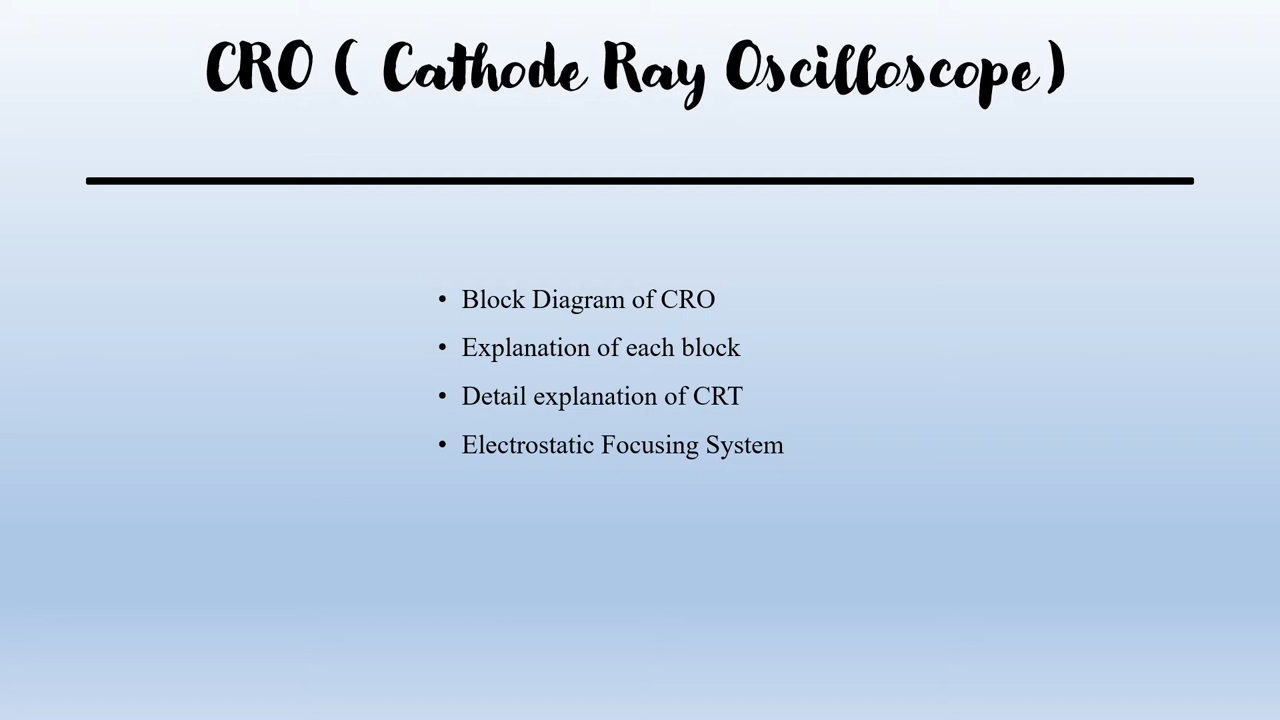 CRO ( Cathode Ray Oscilloscope)
• Block Diagram of CRO
• Explanation of each block
• Detail explanation of CRT
• Electrostatic Focusing System